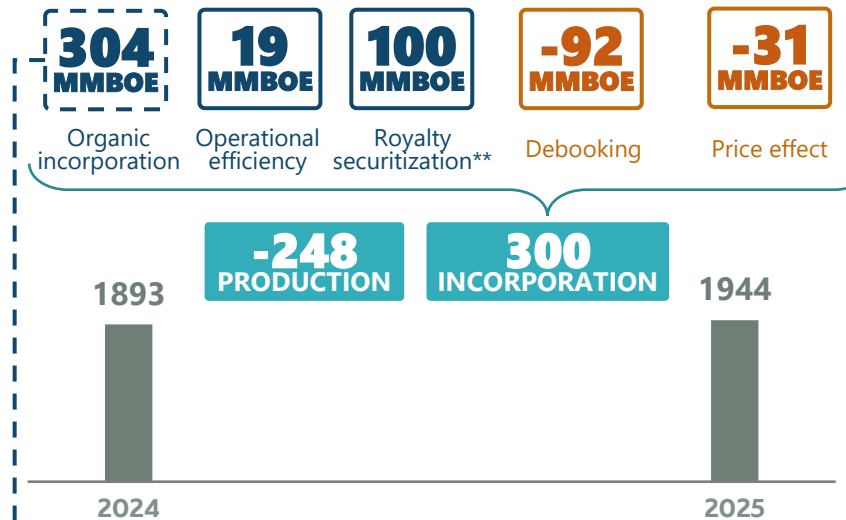 304
MMBOE
Organic
incorporation
19
MMBOE
Operational
efficiency
100
MMBOE
Royalty
securitization**
-92
MMBOE
Debooking
-31
MMBOE
Price effect
-248
PRODUCTION
300
INCORPORATION
1893
1944
2024
2025